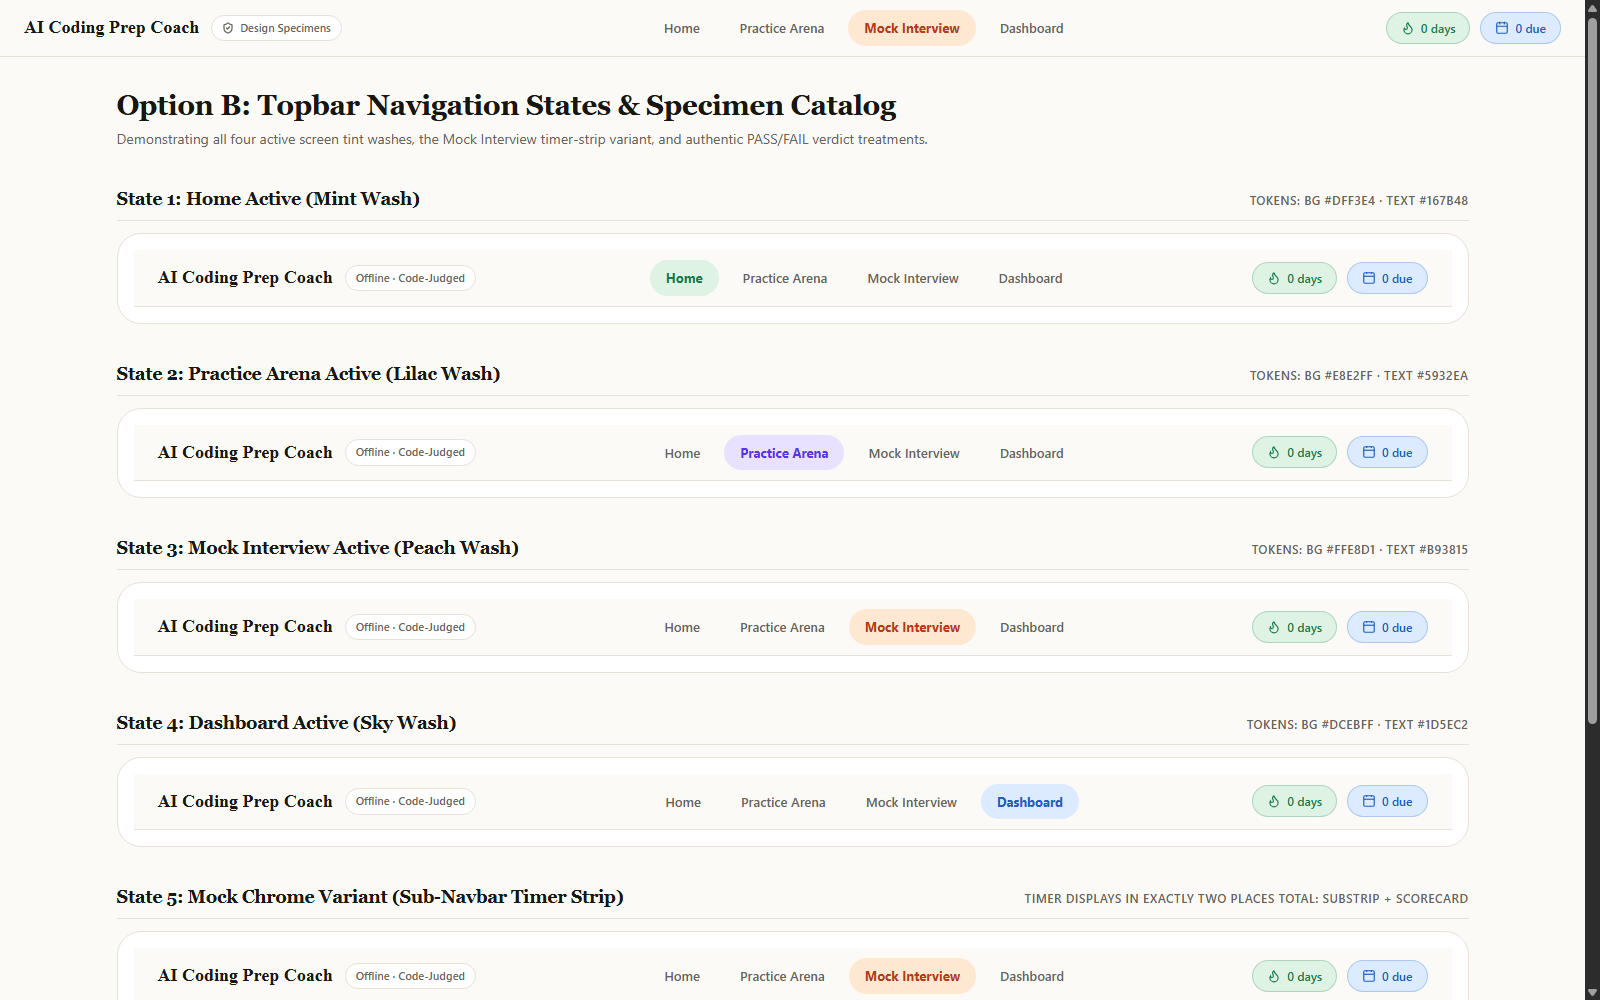 AI Coding Prep Coach Design Specimens Home Practice Arena Mock Interview Dashboard 0 days 0 due
Option B: Topbar Navigation States & Specimen Catalog
Demonstrating all four active screen tint washes, the Mock Interview timer-strip variant, and authentic PASS/FAIL verdict treatments.
State 1: Home Active (Mint Wash) TOKENS: BG #DFF3E4 · TEXT #167B48
AI Coding Prep Coach Offline · Code-Judged Home Practice Arena Mock Interview Dashboard 0 days 0 due
State 2: Practice Arena Active (Lilac Wash) TOKENS: BG #E8E2FF · TEXT #5932EA
AI Coding Prep Coach Offline · Code-Judged Home Practice Arena Mock Interview Dashboard 0 days 0 due
State 3: Mock Interview Active (Peach Wash) TOKENS: BG #FFE8D1 · TEXT #B93815
AI Coding Prep Coach Offline · Code-Judged Home Practice Arena Mock Interview Dashboard 0 days 0 due
State 4: Dashboard Active (Sky Wash) TOKENS: BG #DCEBFF · TEXT #1D5EC2
AI Coding Prep Coach Offline · Code-Judged Home Practice Arena Mock Interview Dashboard 0 days 0 due
State 5: Mock Chrome Variant (Sub-Navbar Timer Strip) TIMER DISPLAYS IN EXACTLY TWO PLACES TOTAL: SUBSTRIP + SCORECARD
AI Coding Prep Coach Offline · Code-Judged Home Practice Arena Mock Interview Dashboard 0 days 0 due